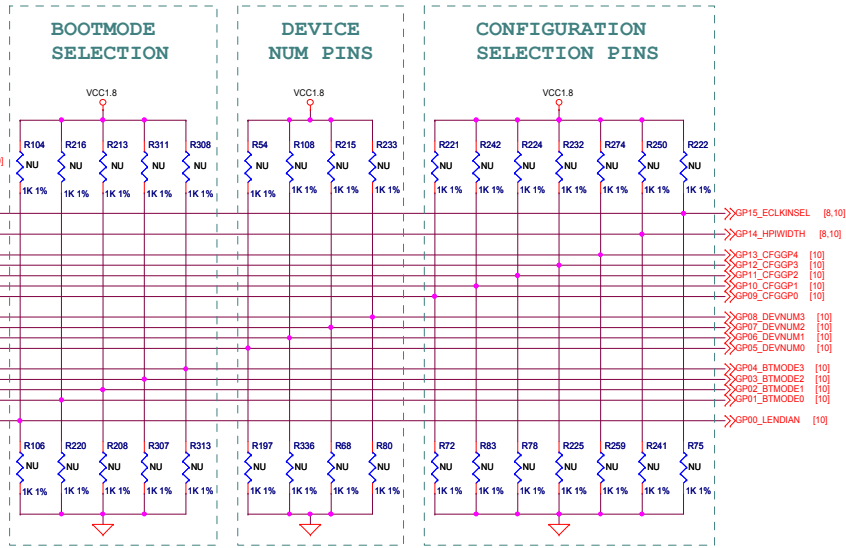 BOOTMODE
SELECTION
DEVICE
NUM PINS
CONFIGURATION
SELECTION PINS
VCC1.8
VCC1.8
VCC1.8
R104 R216 R213 R311 R308 R54 R108 R215 R233 R221 R242 R224 R232 R274 R250 R222
NU NU NU NU NU NU NU NU NU NU NU NU NU NU NU NU
1K 1% 1K 1% 1K 1% 1K 1% 1K 1% 1K 1% 1K 1% 1K 1% 1K 1% 1K 1% 1K 1% 1K 1% 1K 1% 1K 1% 1K 1% 1K 1%
GP15_ECLKINSEL [8,10]
GP14_HPIWIDTH [8,10]
GP13_CFGGP4 [10]
GP12_CFGGP3 [10]
GP11_CFGGP2 [10]
GP10_CFGGP1 [10]
GP09_CFGGP0 [10]
GP08_DEVNUM3 [10]
GP07_DEVNUM2 [10]
GP06_DEVNUM1 [10]
GP05_DEVNUM0 [10]
GP04_BTMODE3 [10]
GP03_BTMODE2 [10]
GP02_BTMODE1 [10]
GP01_BTMODE0 [10]
GP00_LENDIAN [10]
R106 R220 R208 R307 R313 R197 R336 R68 R80 R72 R83 R78 R225 R259 R241 R75
NU NU NU NU NU NU NU NU NU NU NU NU NU NU NU NU
1K 1% 1K 1% 1K 1% 1K 1% 1K 1% 1K 1% 1K 1% 1K 1% 1K 1% 1K 1% 1K 1% 1K 1% 1K 1% 1K 1% 1K 1% 1K 1%